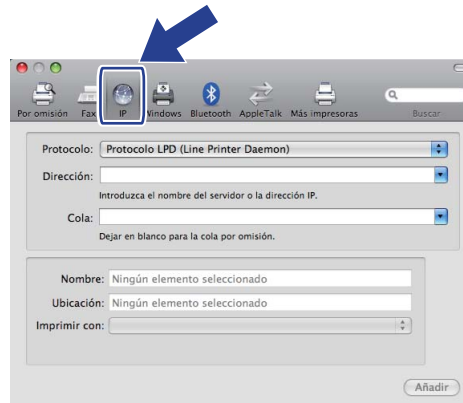 Por omisión Fax IP Windows Bluetooth AppleTalk Más impresoras Buscar
Protocolo: Protocolo LPD (Line Printer Daemon)
Dirección:
Introduzca el nombre del servidor o la dirección IP.
Cola:
Dejar en blanco para la cola por omisión.
Nombre: Ningún elemento seleccionado
Ubicación: Ningún elemento seleccionado
Imprimir con:
Añadir